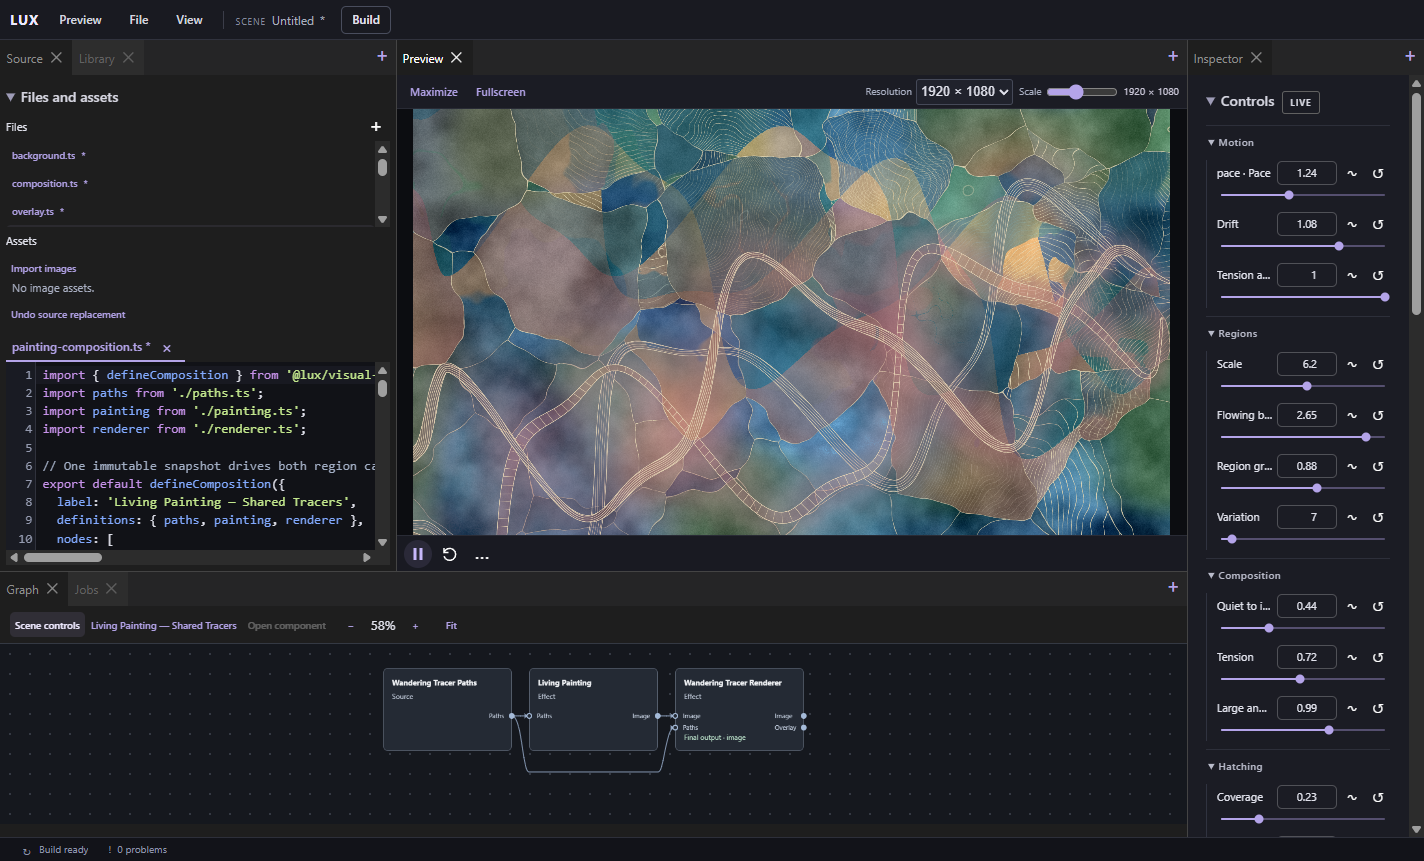 LUX Preview File View SCENE Untitled * Build
Source Library +
Files and assets
Files +
background.ts *
composition.ts *
overlay.ts *
Assets
Import images
No image assets.
Undo source replacement
painting-composition.ts *
1 import { defineComposition } from '@lux/visual-
2 import paths from './paths.ts';
3 import painting from './painting.ts';
4 import renderer from './renderer.ts';
5
6 // One immutable snapshot drives both region ca
7 export default defineComposition({
8 label: 'Living Painting — Shared Tracers',
9 definitions: { paths, painting, renderer },
10 nodes: [
Preview +
Maximize Fullscreen Resolution 1920 × 1080 Scale 1920 × 1080
...
Graph Jobs +
Scene controls Living Painting — Shared Tracers Open component − 58% + Fit
Wandering Tracer Paths
Source
Paths
Living Painting
Effect
Paths Image
Wandering Tracer Renderer
Effect
Image Image
Paths Overlay
Final output · image
Inspector +
Controls LIVE
Motion
pace · Pace 1.24
Drift 1.08
Tension a... 1
Regions
Scale 6.2
Flowing b... 2.65
Region gr... 0.88
Variation 7
Composition
Quiet to i... 0.44
Tension 0.72
Large an... 0.99
Hatching
Coverage 0.23
Build ready ! 0 problems